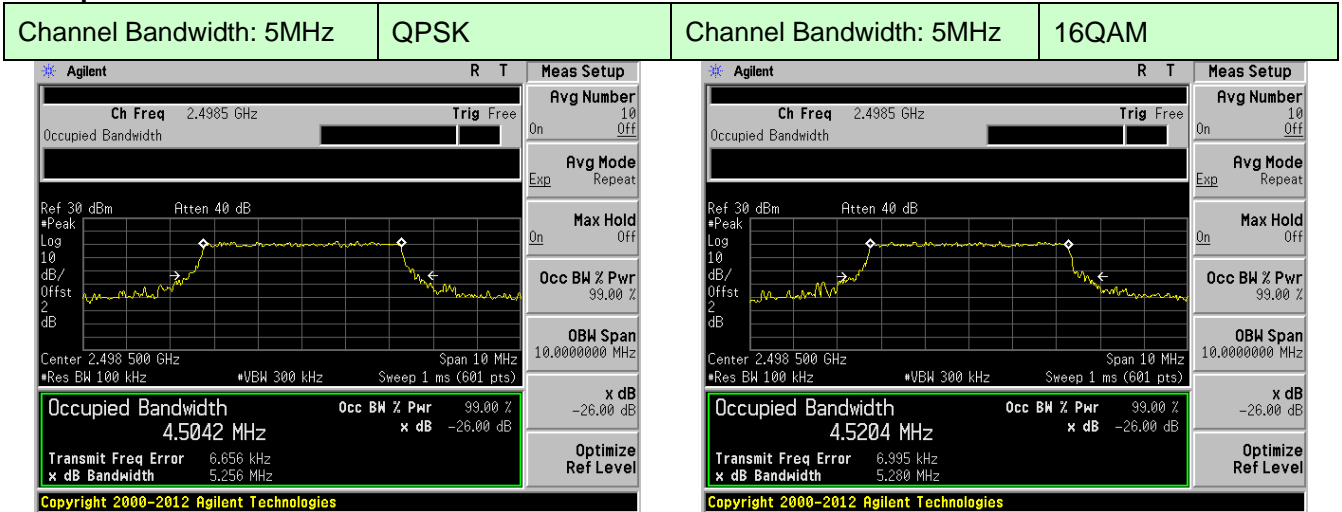 Channel Bandwidth: 5MHz QPSK Channel Bandwidth: 5MHz 16QAM
Agilent R T Meas Setup
Avg Number
10
On Off
Ch Freq 2.4985 GHz Trig Free
Occupied Bandwidth
Avg Mode
Exp Repeat
Ref 30 dBm Atten 40 dB
#Peak
Log
10
dB/
Offst
2
dB
Max Hold
On Off
Occ BW % Pwr
99.00 %
OBW Span
10.0000000 MHz
Center 2.498 500 GHz Span 10 MHz
#Res BW 100 kHz #VBW 300 kHz Sweep 1 ms (601 pts)
x dB
-26.00 dB
Occupied Bandwidth Occ BW % Pwr 99.00 %
4.5042 MHz x dB -26.00 dB
Transmit Freq Error 6.656 kHz
x dB Bandwidth 5.256 MHz
Optimize
Ref Level
Copyright 2000-2012 Agilent Technologies
Agilent R T Meas Setup
Avg Number
10
On Off
Ch Freq 2.4985 GHz Trig Free
Occupied Bandwidth
Avg Mode
Exp Repeat
Ref 30 dBm Atten 40 dB
#Peak
Log
10
dB/
Offst
2
dB
Max Hold
On Off
Occ BW % Pwr
99.00 %
OBW Span
10.0000000 MHz
Center 2.498 500 GHz Span 10 MHz
#Res BW 100 kHz #VBW 300 kHz Sweep 1 ms (601 pts)
x dB
-26.00 dB
Occupied Bandwidth Occ BW % Pwr 99.00 %
4.5204 MHz x dB -26.00 dB
Transmit Freq Error 6.995 kHz
x dB Bandwidth 5.280 MHz
Optimize
Ref Level
Copyright 2000-2012 Agilent Technologies